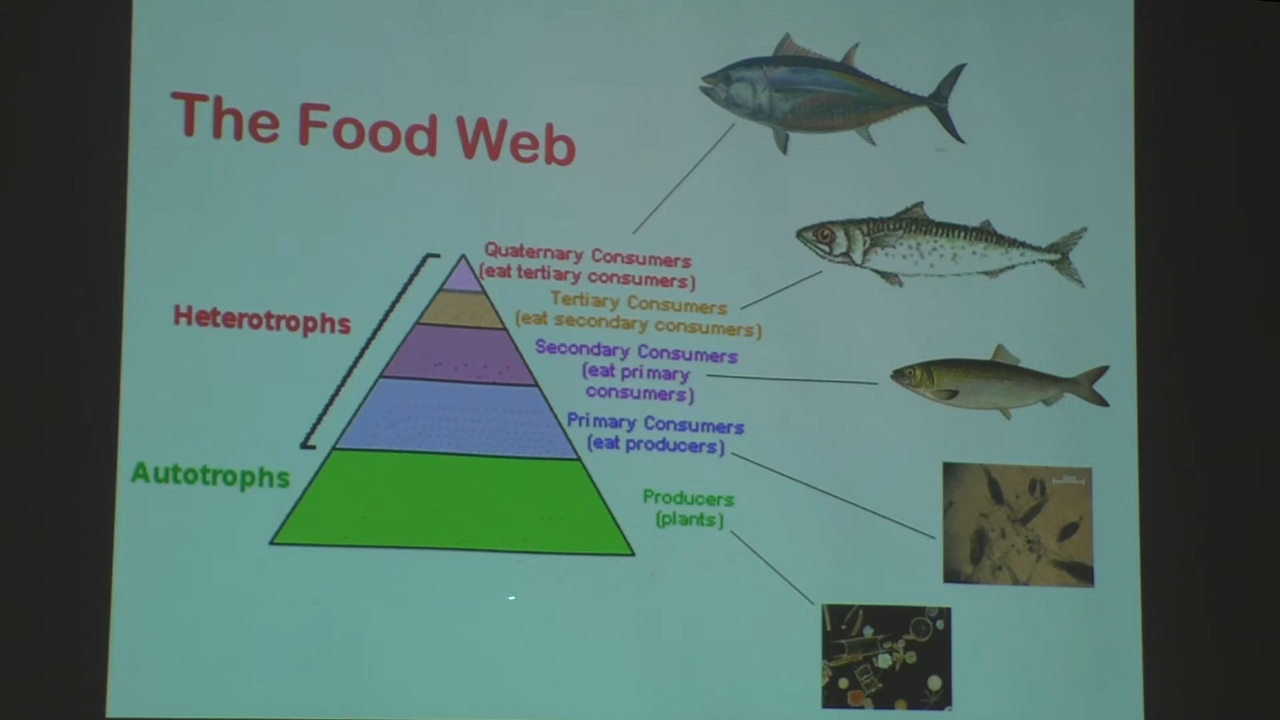 The Food Web
Quaternary Consumers
(eat tertiary consumers)
Tertiary Consumers
(eat secondary consumers)
Heterotrophs
Secondary Consumers
(eat primary
consumers)
Primary Consumers
(eat producers)
Autotrophs
Producers
(plants)